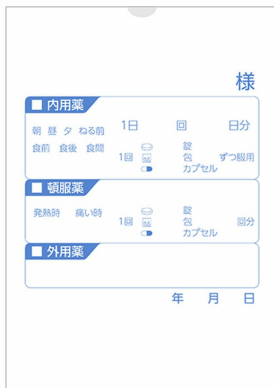 様
■ 内用薬
朝 昼 夕 ねる前 1日 回 日分
食前 食後 食間
錠
1回 包 ずつ服用
カプセル
■ 頓服薬
発熱時 痛い時
錠
1回 包 回分
カプセル
■ 外用薬
年 月 日